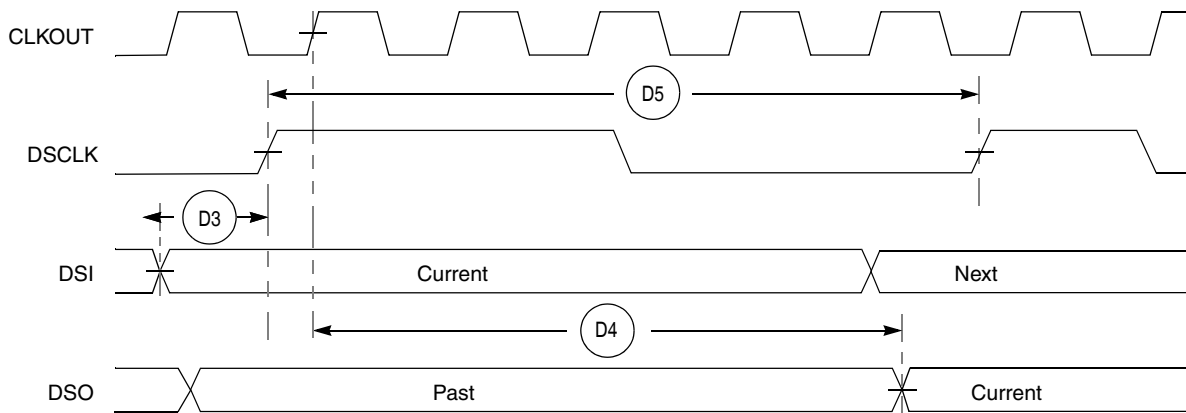 CLKOUT
D5
DSCLK
D3
DSI
Current
Next
D4
DSO
Past
Current